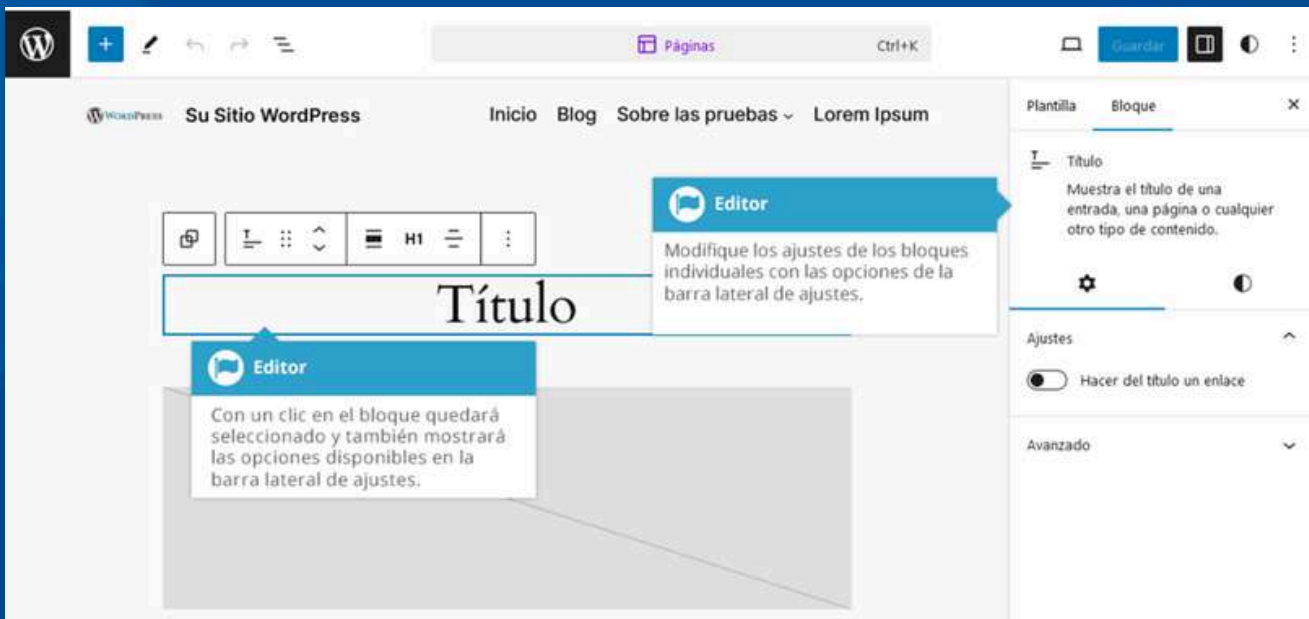 Páginas
Ctrl+K
Guardar
WORDPRESS
Su Sitio WordPress
Inicio
Blog
Sobre las pruebas
Lorem Ipsum
Plantilla
Bloque
Título
Muestra el título de una
entrada, una página o cualquier
otro tipo de contenido.
Editor
Modifique los ajustes de los bloques
individuales con las opciones de la
barra lateral de ajustes.
H1
Título
Editor
Con un clic en el bloque quedará
seleccionado y también mostrará
las opciones disponibles en la
barra lateral de ajustes.
Ajustes
Hacer del título un enlace
Avanzado